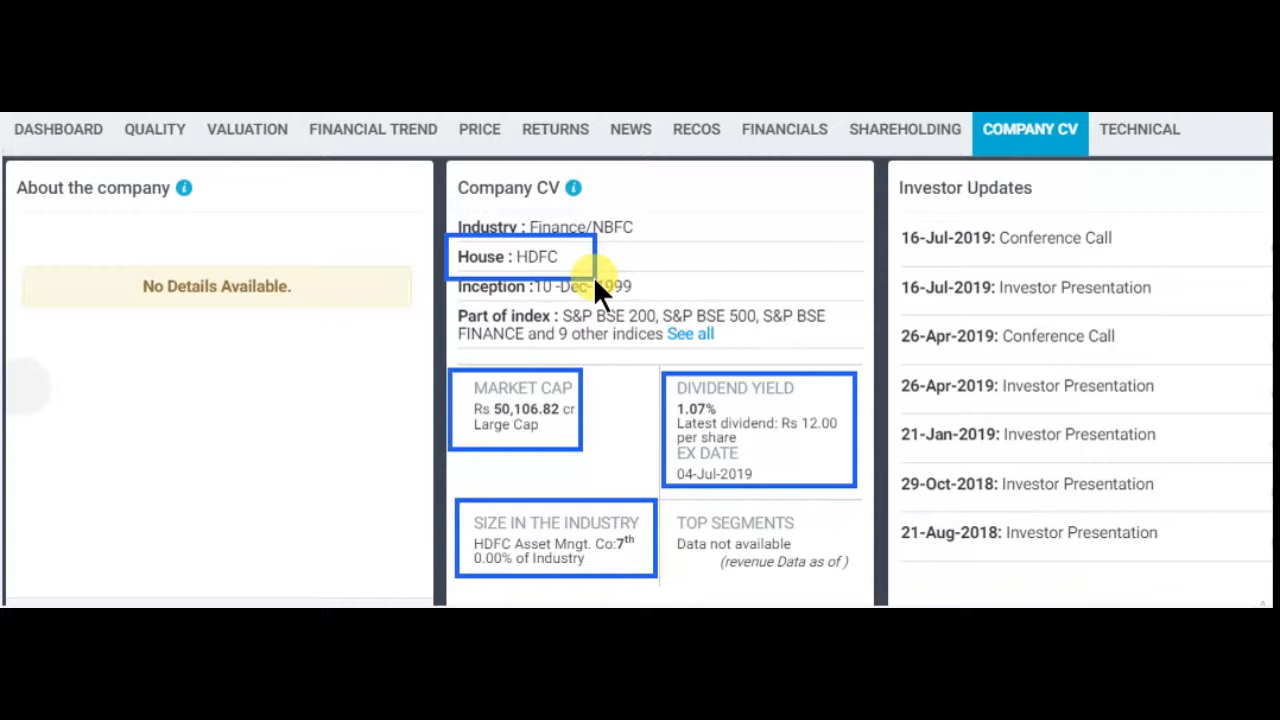 DASHBOARD QUALITY VALUATION FINANCIAL TREND PRICE RETURNS NEWS RECOS FINANCIALS SHAREHOLDING COMPANY CV TECHNICAL
About the company
No Details Available.
Company CV
Industry : Finance/NBFC
House : HDFC
Inception :10 -Dec-1999
Part of index : S&P BSE 200, S&P BSE 500, S&P BSE
FINANCE and 9 other indices See all
MARKET CAP
Rs 50,106.82 cr
Large Cap
DIVIDEND YIELD
1.07%
Latest dividend: Rs 12.00
per share
EX DATE
04-Jul-2019
SIZE IN THE INDUSTRY
HDFC Asset Mngt. Co:7th
0.00% of Industry
TOP SEGMENTS
Data not available
(revenue Data as of )
Investor Updates
16-Jul-2019: Conference Call
16-Jul-2019: Investor Presentation
26-Apr-2019: Conference Call
26-Apr-2019: Investor Presentation
21-Jan-2019: Investor Presentation
29-Oct-2018: Investor Presentation
21-Aug-2018: Investor Presentation